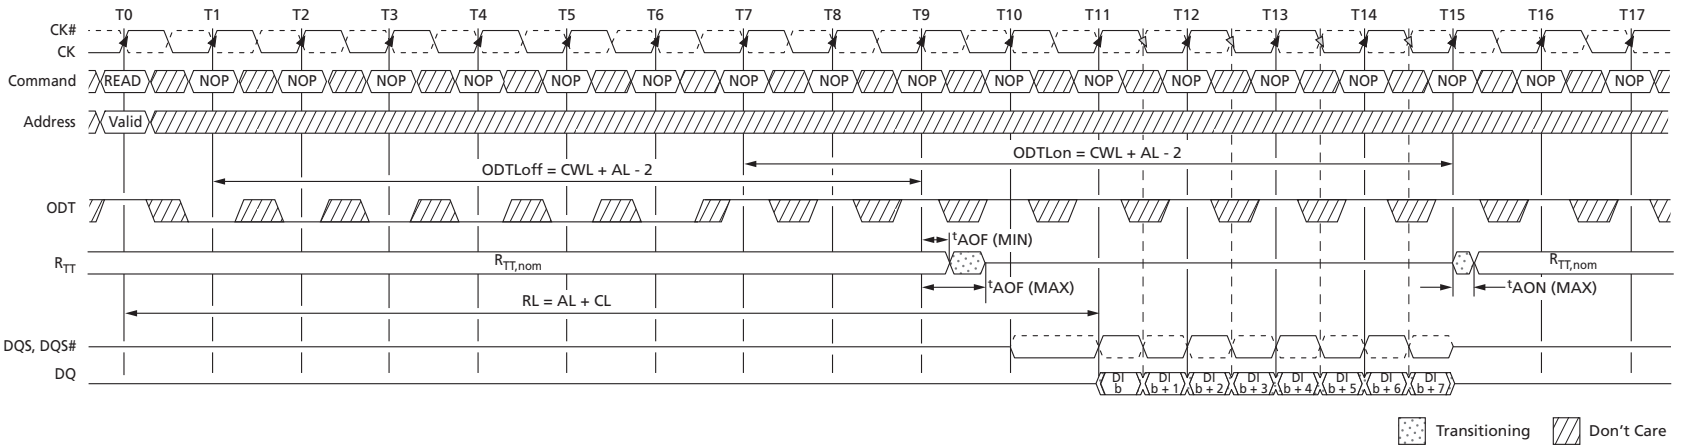 T0 T1 T2 T3 T4 T5 T6 T7 T8 T9 T10 T11 T12 T13 T14 T15 T16 T17
CK#
CK
Command READ NOP NOP NOP NOP NOP NOP NOP NOP NOP NOP NOP NOP NOP NOP NOP NOP NOP
Address Valid
ODTLon = CWL + AL - 2
ODTLoff = CWL + AL - 2
ODT
tAOF (MIN)
RTT RTT,nom RTT,nom
tAOF (MAX) tAON (MAX)
RL = AL + CL
DQS, DQS#
DQ DI b DI b + 1 DI b + 2 DI b + 3 DI b + 4 DI b + 5 DI b + 6 DI b + 7
Transitioning Don't Care